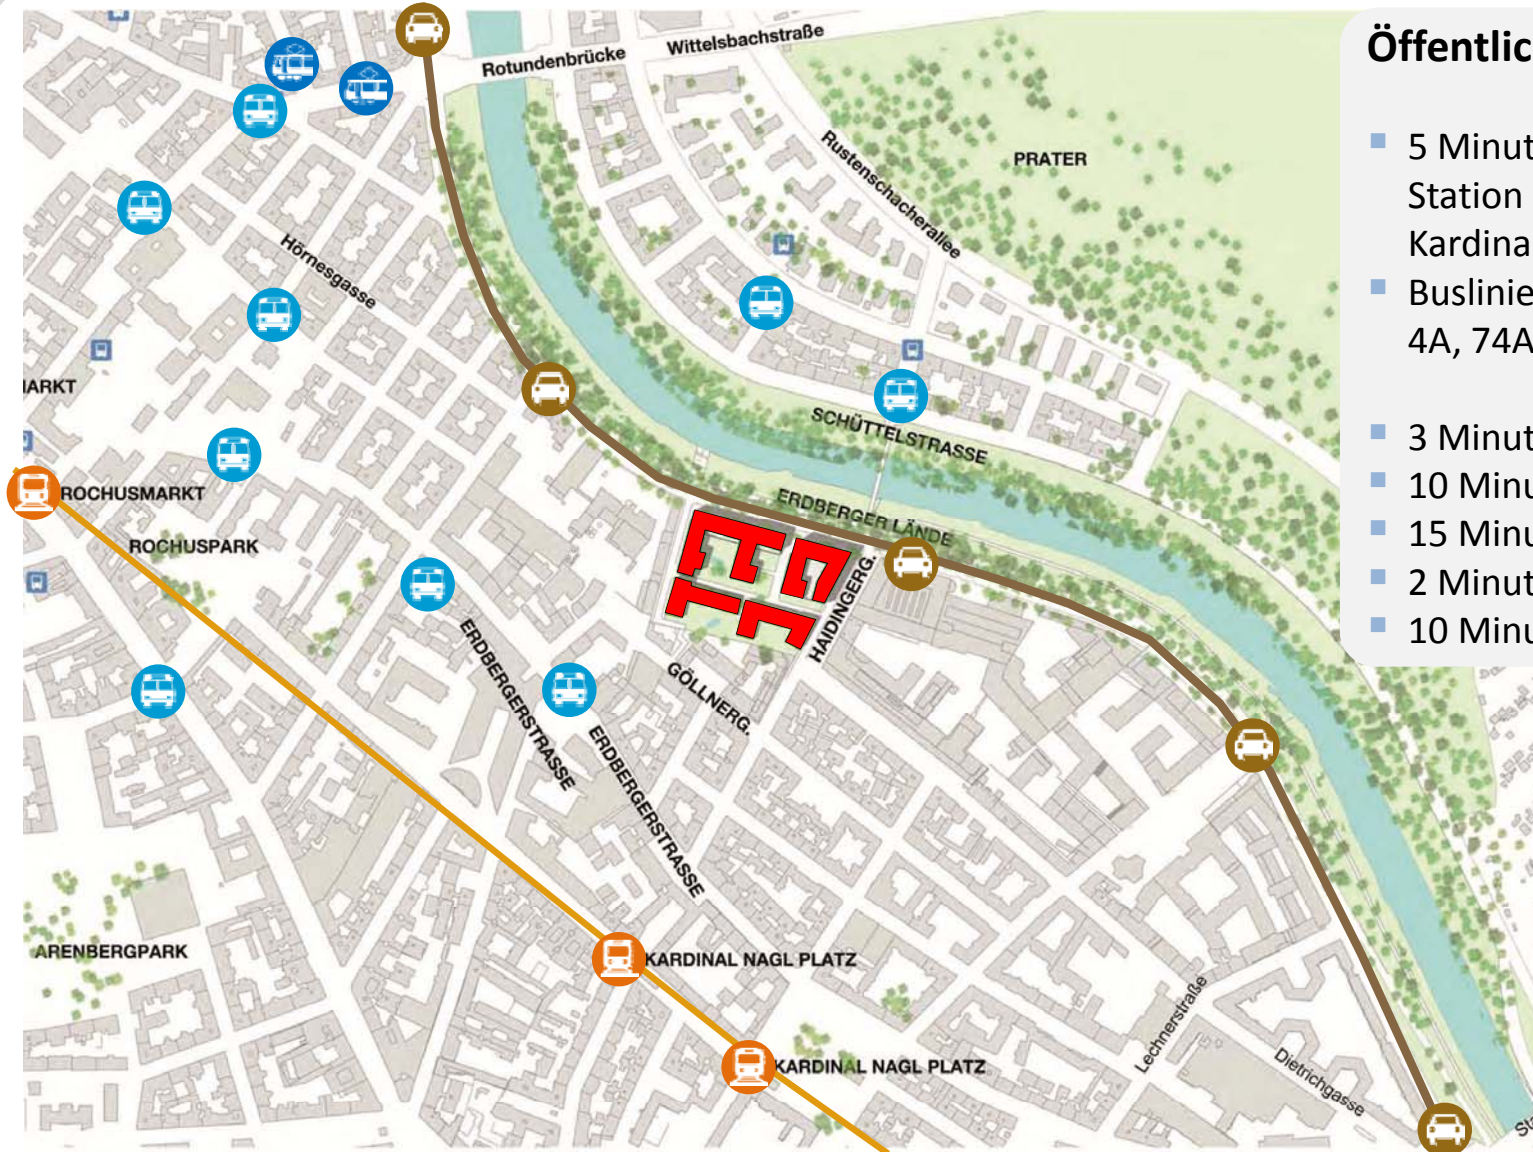 Rotundenbrücke
Wittelsbachstraße
Rustenschacherallee
PRATER
Hörnesgasse
SCHÜTTELSTRASSE
ROCHUSMARKT
ROCHUSPARK
ERDBERGER LÄNDE
HAIDINGERG.
GÖLLNERG.
ERDBERGERSTRASSE
ERDBERGERSTRASSE
ARENBERGPARK
KARDINAL NAGL PLATZ
KARDINAL NAGL PLATZ
Lechnerstraße
Dietrichgasse
Öffentlic
5 Minut
Station
Kardina
Buslinie
4A, 74A
3 Minut
10 Minu
15 Minu
2 Minut
10 Minu